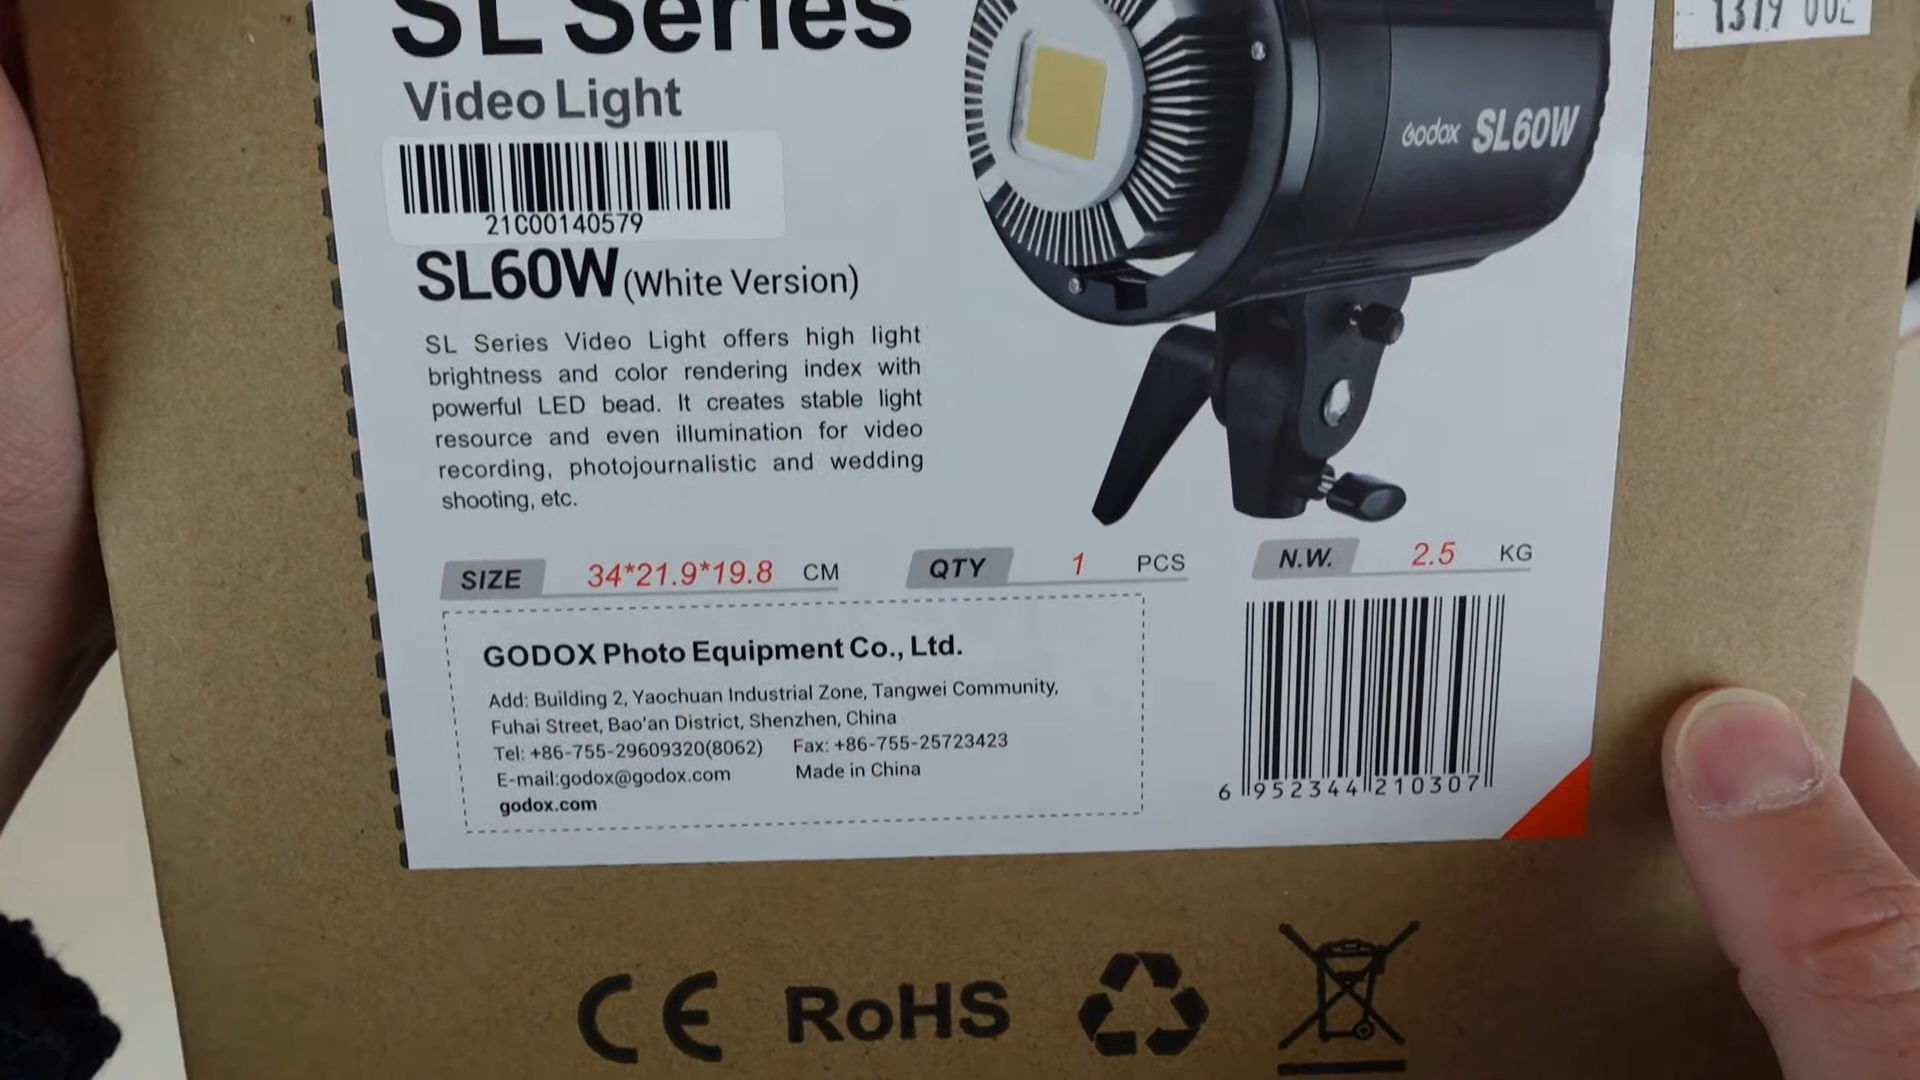 SL Series
1319 002
Video Light
Godox SL60W
21C00140579
SL60W (White Version)
SL Series Video Light offers high light
brightness and color rendering index with
powerful LED bead. It creates stable light
resource and even illumination for video
recording, photojournalistic and wedding
shooting, etc.
SIZE 34*21.9*19.8 CM QTY 1 PCS N.W. 2.5 KG
GODOX Photo Equipment Co., Ltd.
Add: Building 2, Yaochuan Industrial Zone, Tangwei Community,
Fuhai Street, Bao'an District, Shenzhen, China
Tel: +86-755-29609320(8062) Fax: +86-755-25723423
E-mail:godox@godox.com Made in China
godox.com
6 952344 210307
CE RoHS